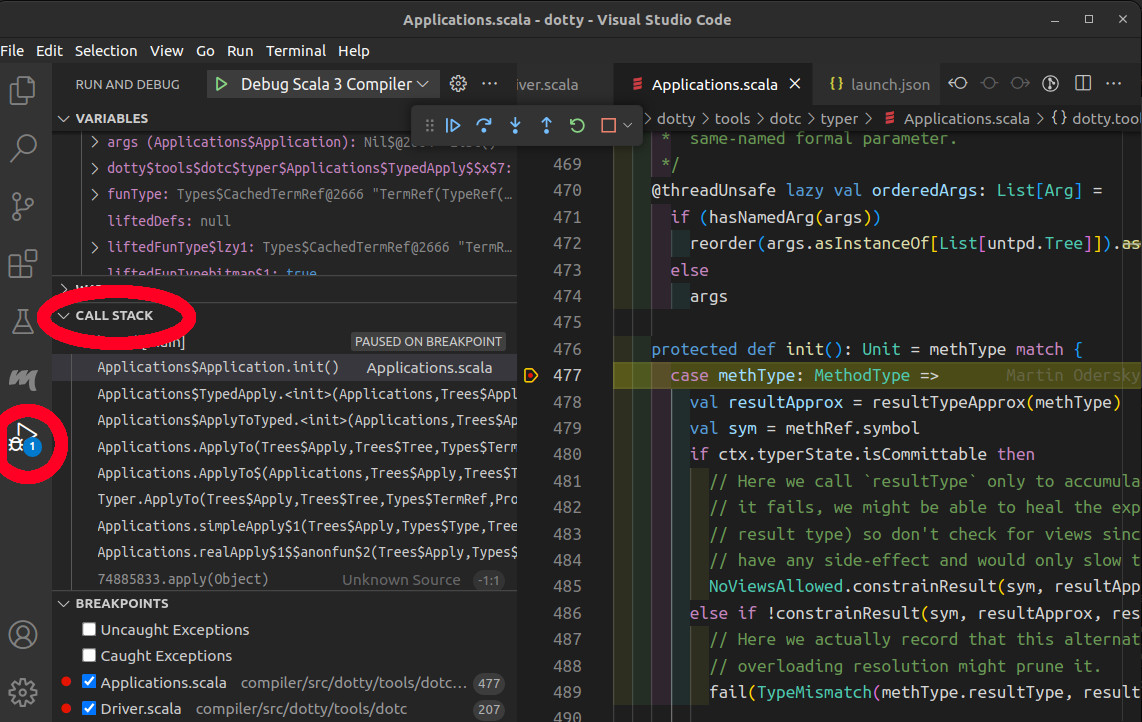 Applications.scala - dotty - Visual Studio Code
File Edit Selection View Go Run Terminal Help
RUN AND DEBUG Debug Scala 3 Compiler
river.scala Applications.scala launch.json
VARIABLES
dotty > tools > dotc > typer > Applications.scala > {} dotty.tool
args (Applications$Application): Nil$@
dotty$tools$dotc$typer$Applications$TypedApply$$x$7:
funType: Types$CachedTermRef@2666 "TermRef(TypeRef(…
liftedDefs: null
liftedFunType$lzy1: Types$CachedTermRef@2666 "TermR…
liftedFunTypebitmap$1: true
CALL STACK
PAUSED ON BREAKPOINT
Applications$Application.init() Applications.scala
Applications$TypedApply.<init>(Applications,Trees$Appl
Applications$ApplyToTyped.<init>(Applications,Trees$Ap
Applications.ApplyTo(Trees$Apply,Trees$Tree,Types$Term
Applications.ApplyTo$(Applications,Trees$Apply,Trees$T
Typer.ApplyTo(Trees$Apply,Trees$Tree,Types$TermRef,Pro
Applications.simpleApply$1(Trees$Apply,Types$Type,Tree
Applications.realApply$1$$anonfun$2(Trees$Apply,Types$
74885833.apply(Object) Unknown Source -1:1
1
BREAKPOINTS
Uncaught Exceptions
Caught Exceptions
Applications.scala compiler/src/dotty/tools/dotc… 477
Driver.scala compiler/src/dotty/tools/dotc 207
* same-named formal parameter.
469 */
470 @threadUnsafe lazy val orderedArgs: List[Arg] =
471 if (hasNamedArg(args))
472 reorder(args.asInstanceOf[List[untpd.Tree]]).as
473 else
474 args
475
476 protected def init(): Unit = methType match {
477 case methType: MethodType => Martin Odersky
478 val resultApprox = resultTypeApprox(methType)
479 val sym = methRef.symbol
480 if ctx.typerState.isCommittable then
481 // Here we call `resultType` only to accumula
482 // it fails, we might be able to heal the exp
483 // result type) so don't check for views sinc
484 // have any side-effect and would only slow t
485 NoViewsAllowed.constrainResult(sym, resultApp
486 else if !constrainResult(sym, resultApprox, res
487 // Here we actually record that this alternat
488 // overloading resolution might prune it.
489 fail(TypeMismatch(methType.resultType, result
490